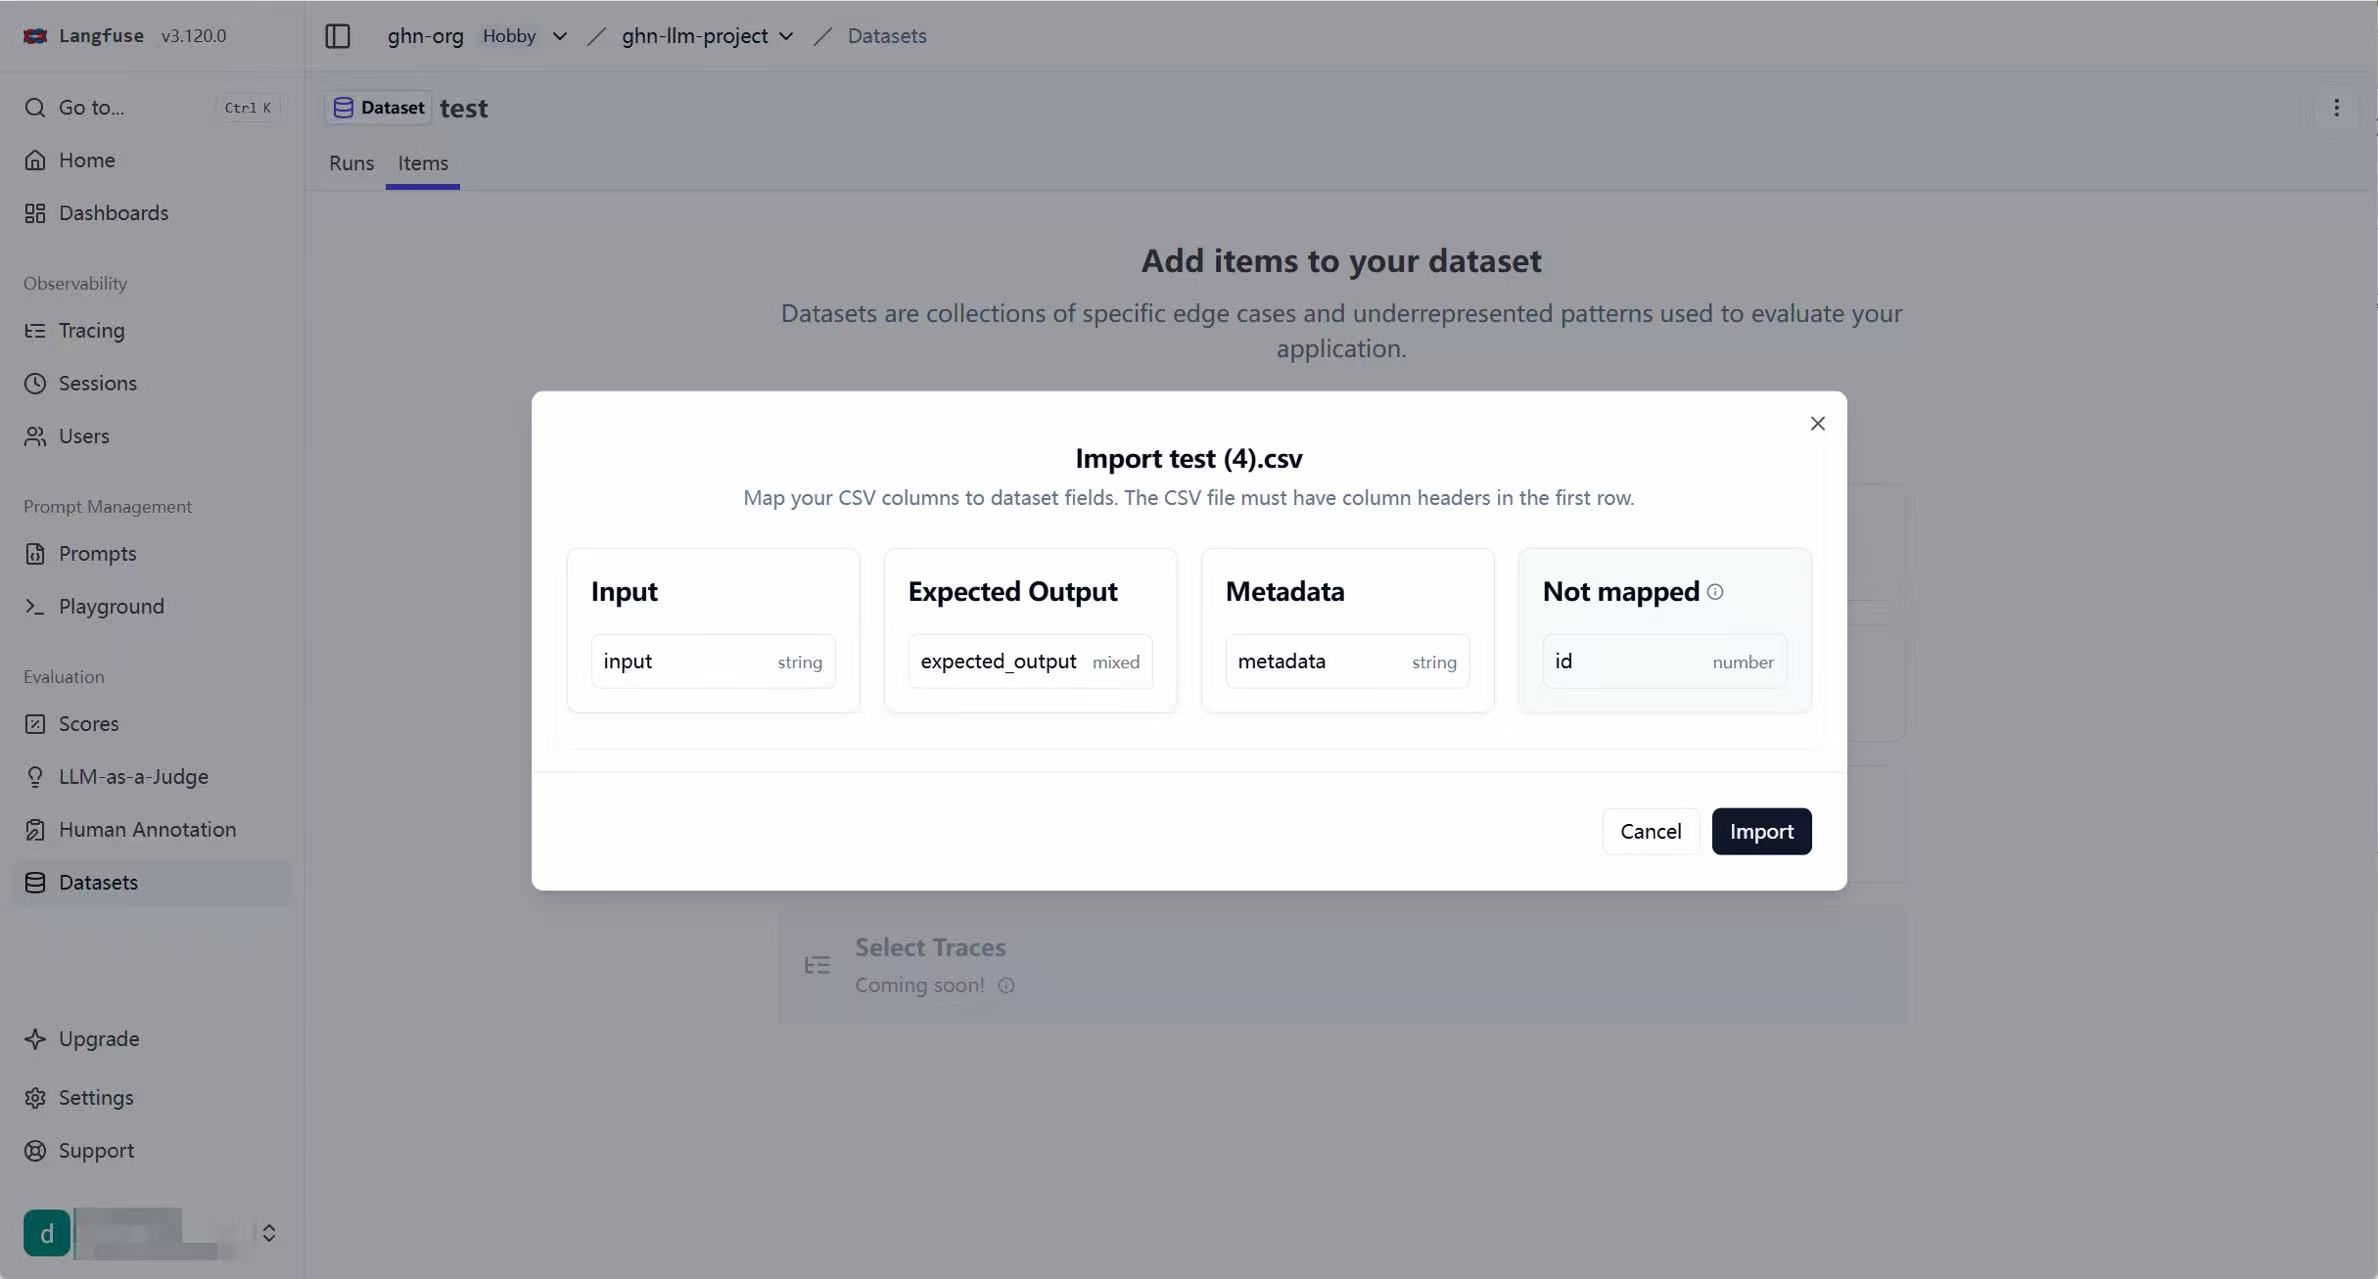 Langfuse v3.120.0
ghn-org Hobby
ghn-llm-project
Datasets
Go to... Ctrl K
Home
Dashboards
Observability
Tracing
Sessions
Users
Prompt Management
Prompts
Playground
Evaluation
Scores
LLM-as-a-Judge
Human Annotation
Datasets
Upgrade
Settings
Support
d
Dataset test
Runs Items
Add items to your dataset
Datasets are collections of specific edge cases and underrepresented patterns used to evaluate your
application.
Import test (4).csv
Map your CSV columns to dataset fields. The CSV file must have column headers in the first row.
Input
input string
Expected Output
expected_output mixed
Metadata
metadata string
Not mapped
id number
Cancel Import
Select Traces
Coming soon!